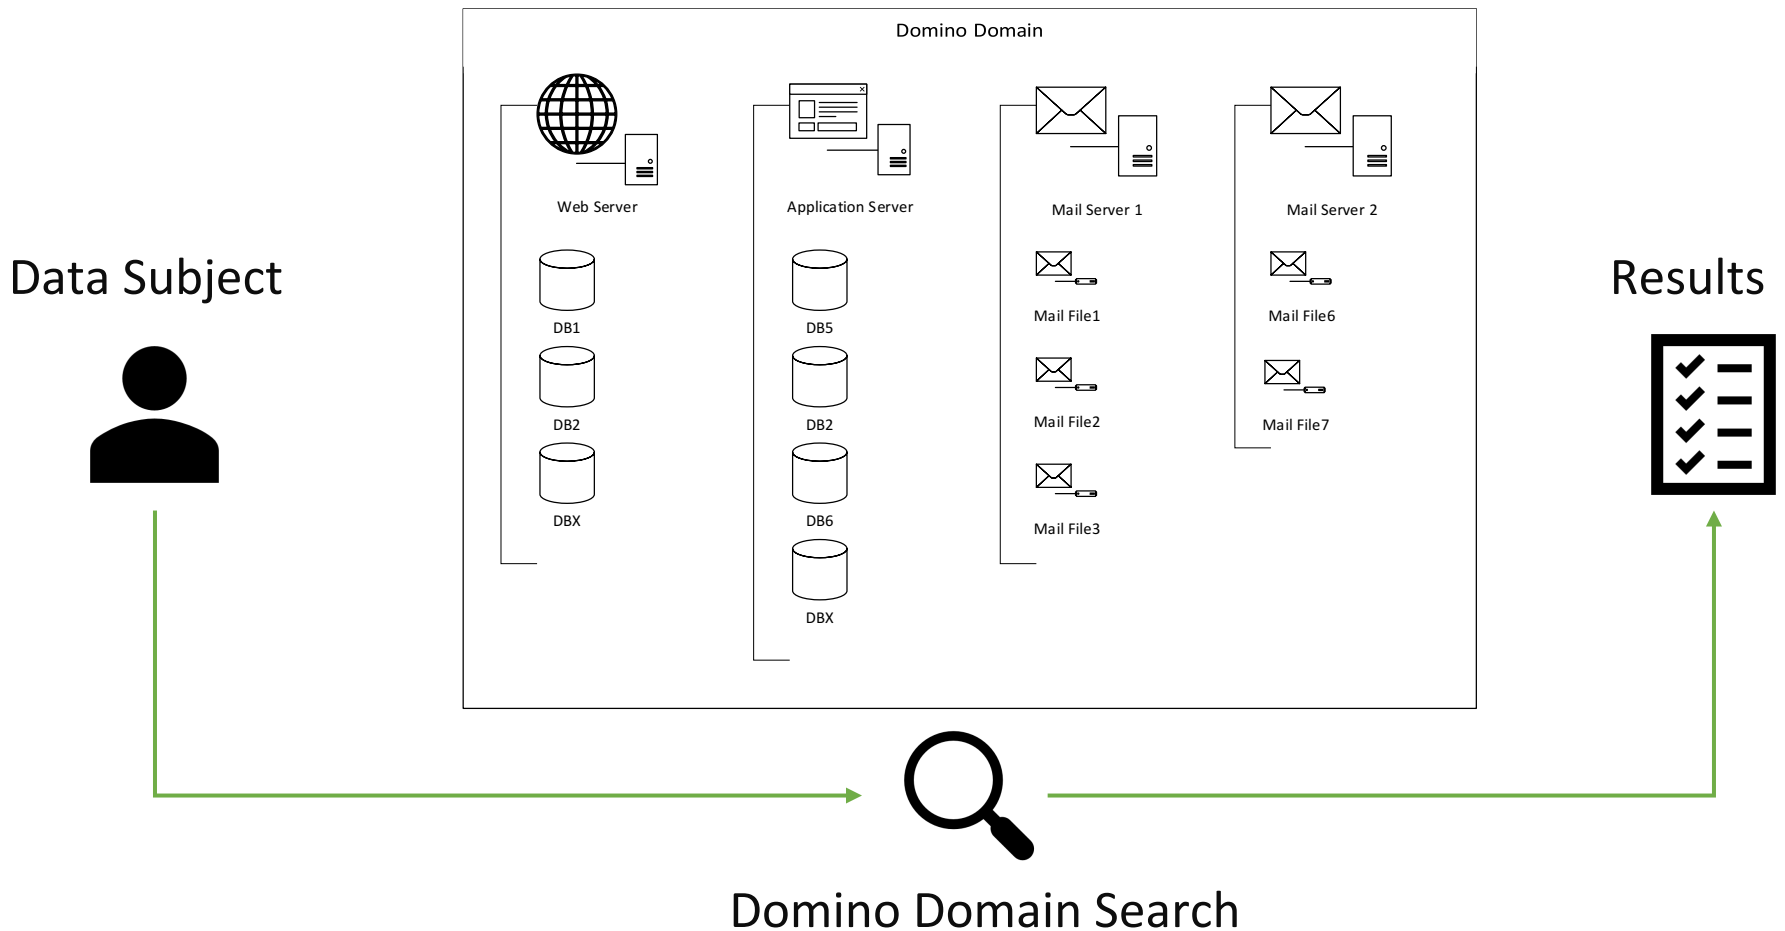 Domino Domain
Web Server
DB1
DB2
DBX
Application Server
DB5
DB2
DB6
DBX
Mail Server 1
Mail File1
Mail File2
Mail File3
Mail Server 2
Mail File6
Mail File7
Data Subject
Results
Domino Domain Search